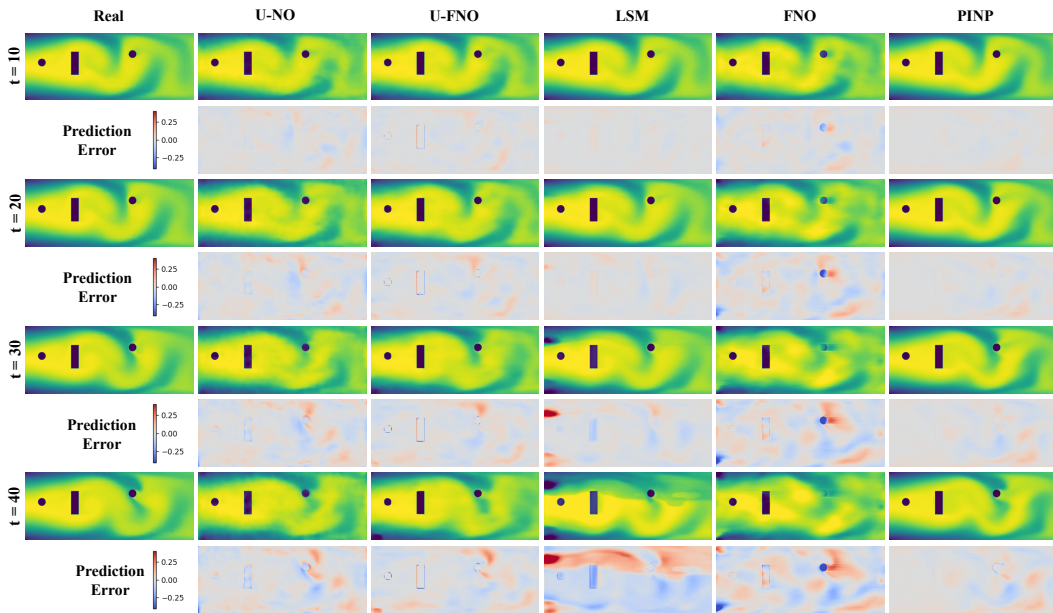 Real U-NO U-FNO LSM FNO PINP
t = 10
Prediction Error
0.25
0.00
−0.25
t = 20
Prediction Error
0.25
0.00
−0.25
t = 30
Prediction Error
0.25
0.00
−0.25
t = 40
Prediction Error
0.25
0.00
−0.25